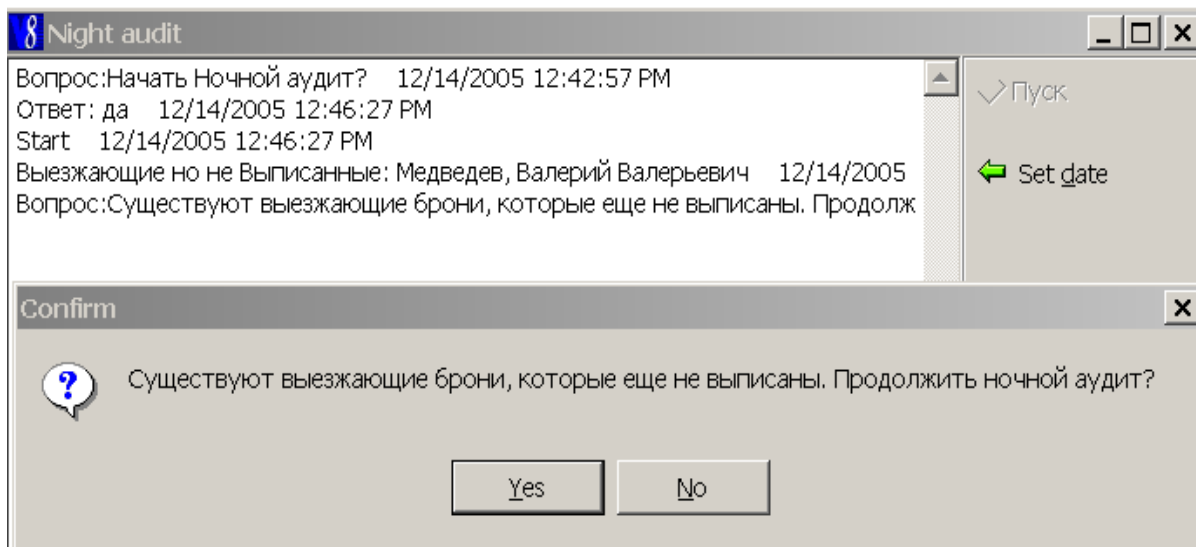 Night audit
Вопрос:Начать Ночной аудит? 12/14/2005 12:42:57 PM
Ответ: да 12/14/2005 12:46:27 PM
Start 12/14/2005 12:46:27 PM
Выезжающие но не Выписанные: Медведев, Валерий Валерьевич 12/14/2005
Вопрос:Существуют выезжающие брони, которые еще не выписаны. Продолж
Пуск
Set date
Confirm
Существуют выезжающие брони, которые еще не выписаны. Продолжить ночной аудит?
Yes No